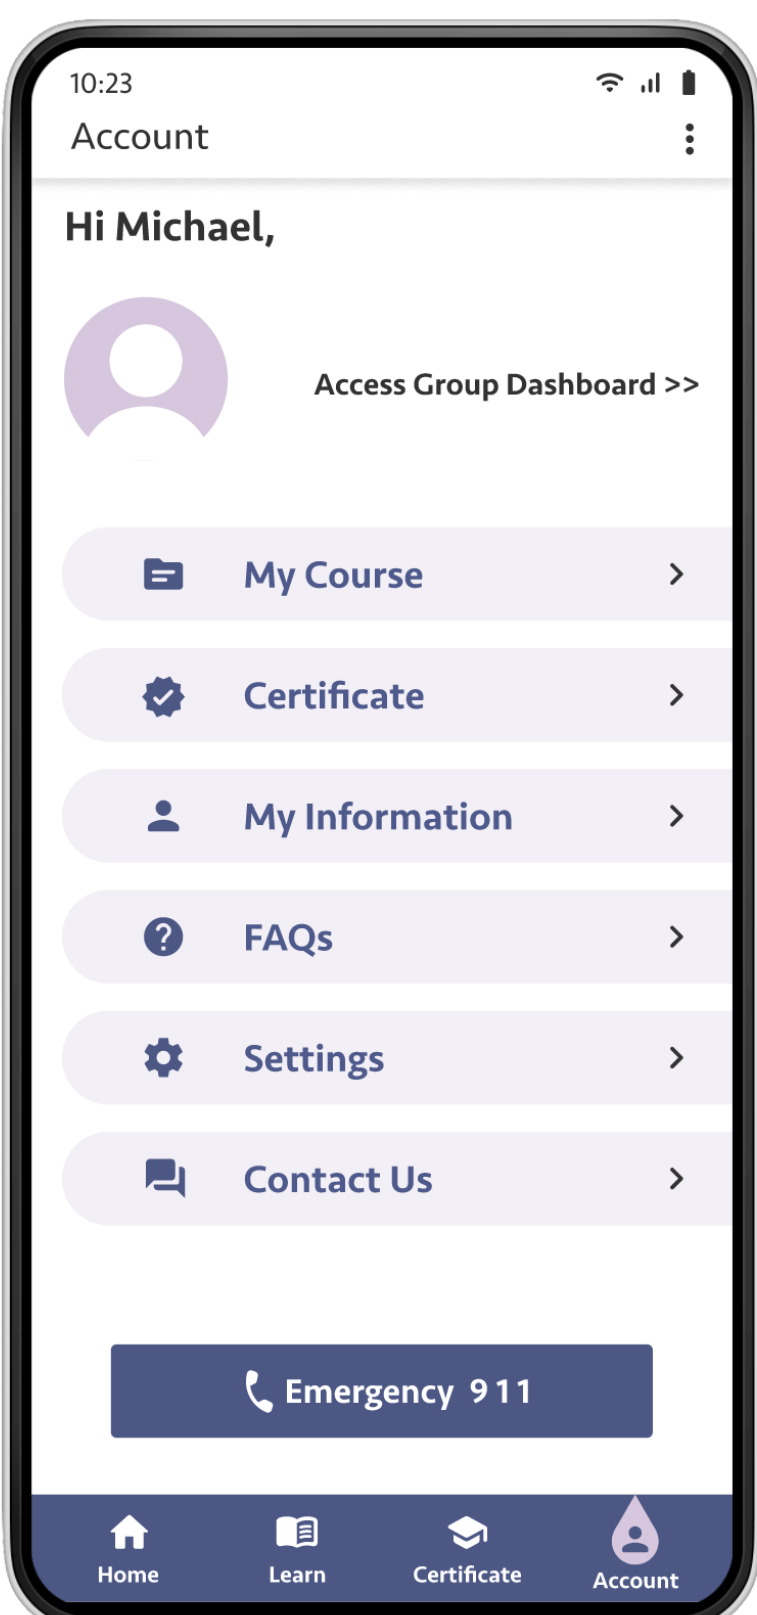 10:23
Account
Hi Michael,
Access Group Dashboard >>
My Course
Certificate
My Information
FAQs
Settings
Contact Us
Emergency 911
Home
Learn
Certificate
Account